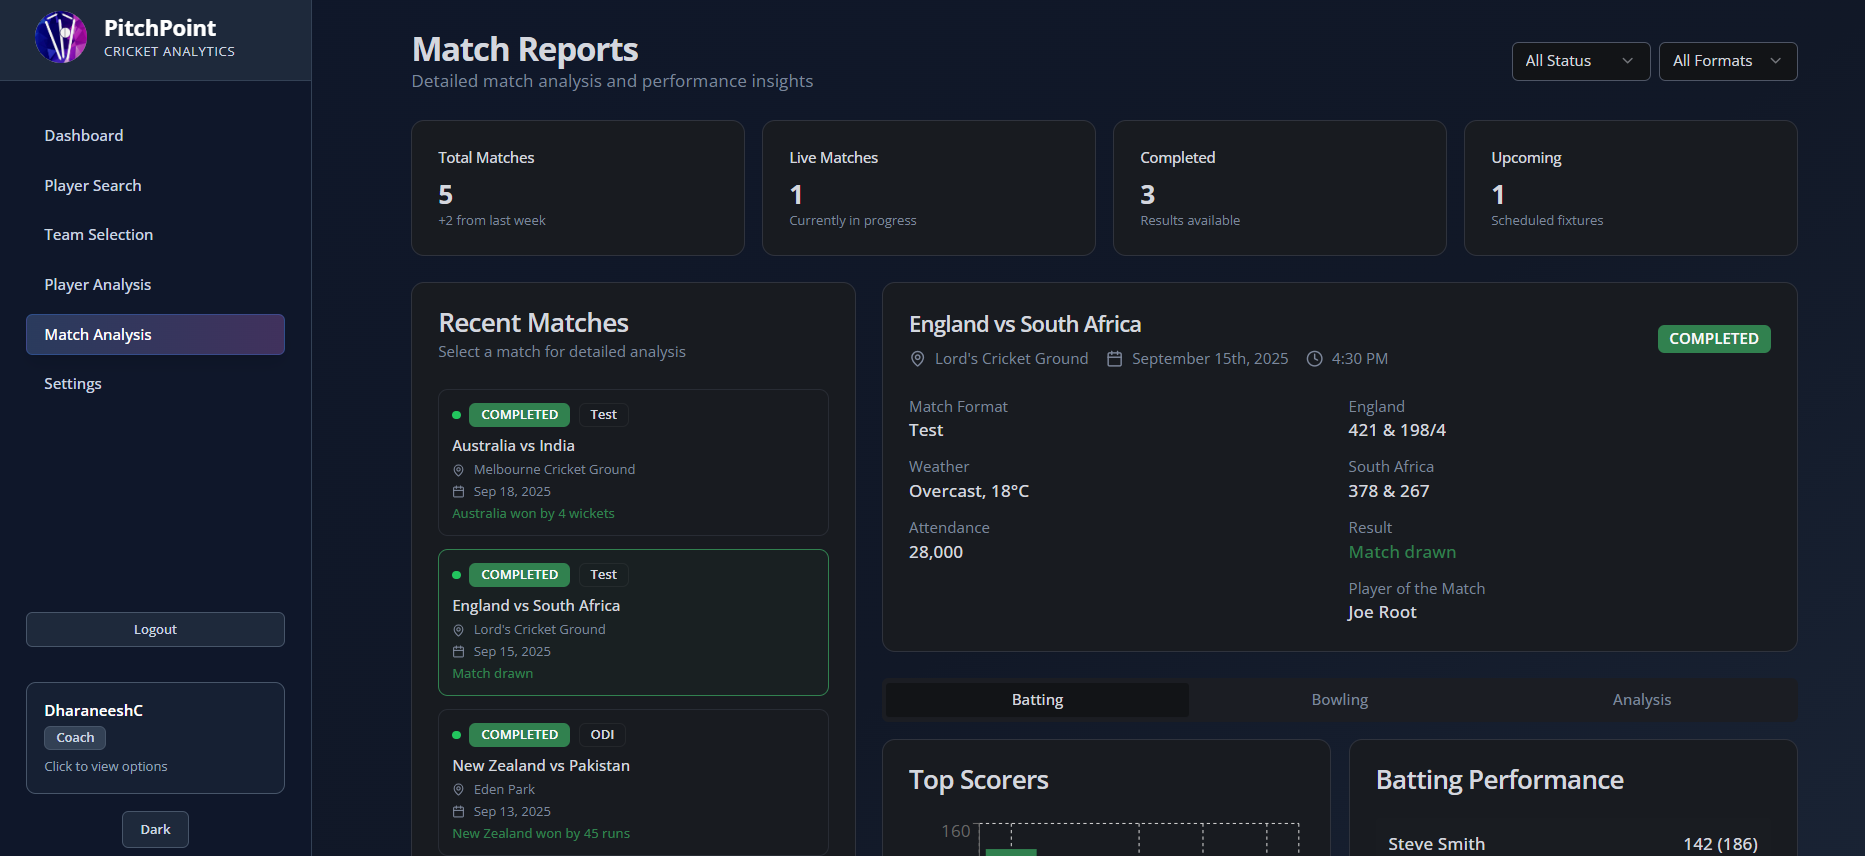 PitchPoint
CRICKET ANALYTICS
Dashboard
Player Search
Team Selection
Player Analysis
Match Analysis
Settings
Logout
DharaneeshC
Coach
Click to view options
Dark
Match Reports
Detailed match analysis and performance insights
All Status
All Formats
Total Matches
5
+2 from last week
Live Matches
1
Currently in progress
Completed
3
Results available
Upcoming
1
Scheduled fixtures
Recent Matches
Select a match for detailed analysis
COMPLETED Test
Australia vs India
Melbourne Cricket Ground
Sep 18, 2025
Australia won by 4 wickets
COMPLETED Test
England vs South Africa
Lord's Cricket Ground
Sep 15, 2025
Match drawn
COMPLETED ODI
New Zealand vs Pakistan
Eden Park
Sep 13, 2025
New Zealand won by 45 runs
England vs South Africa
Lord's Cricket Ground September 15th, 2025 4:30 PM
COMPLETED
Match Format
Test
Weather
Overcast, 18°C
Attendance
28,000
England
421 & 198/4
South Africa
378 & 267
Result
Match drawn
Player of the Match
Joe Root
Batting
Bowling
Analysis
Top Scorers
160
Batting Performance
Steve Smith 142 (186)